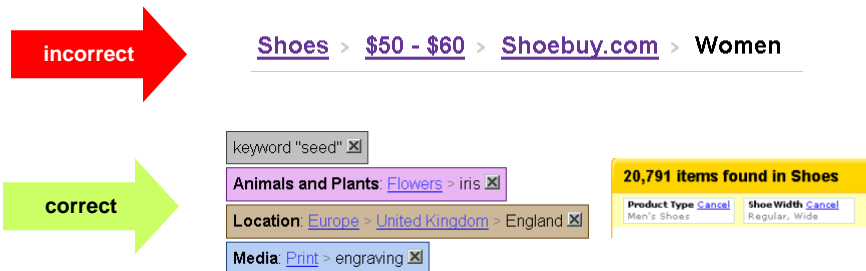 incorrect
Shoes > $50 - $60 > Shoebuy.com > Women
keyword "seed"
Animals and Plants: Flowers > iris
20,791 items found in Shoes
Product Type Cancel
Men's Shoes
Shoe Width Cancel
Regular, Wide
correct
Location: Europe > United Kingdom > England
Media: Print > engraving